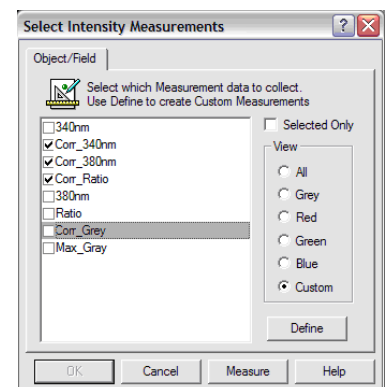 Select Intensity Measurements
Object/Field
Select which Measurement data to collect.
Use Define to create Custom Measurements
340nm
Corr_340nm
Corr_380nm
Corr_Ratio
380nm
Ratio
Corr_Grey
Max_Gray
Selected Only
View
All
Grey
Red
Green
Blue
Custom
Define
OK
Cancel
Measure
Help